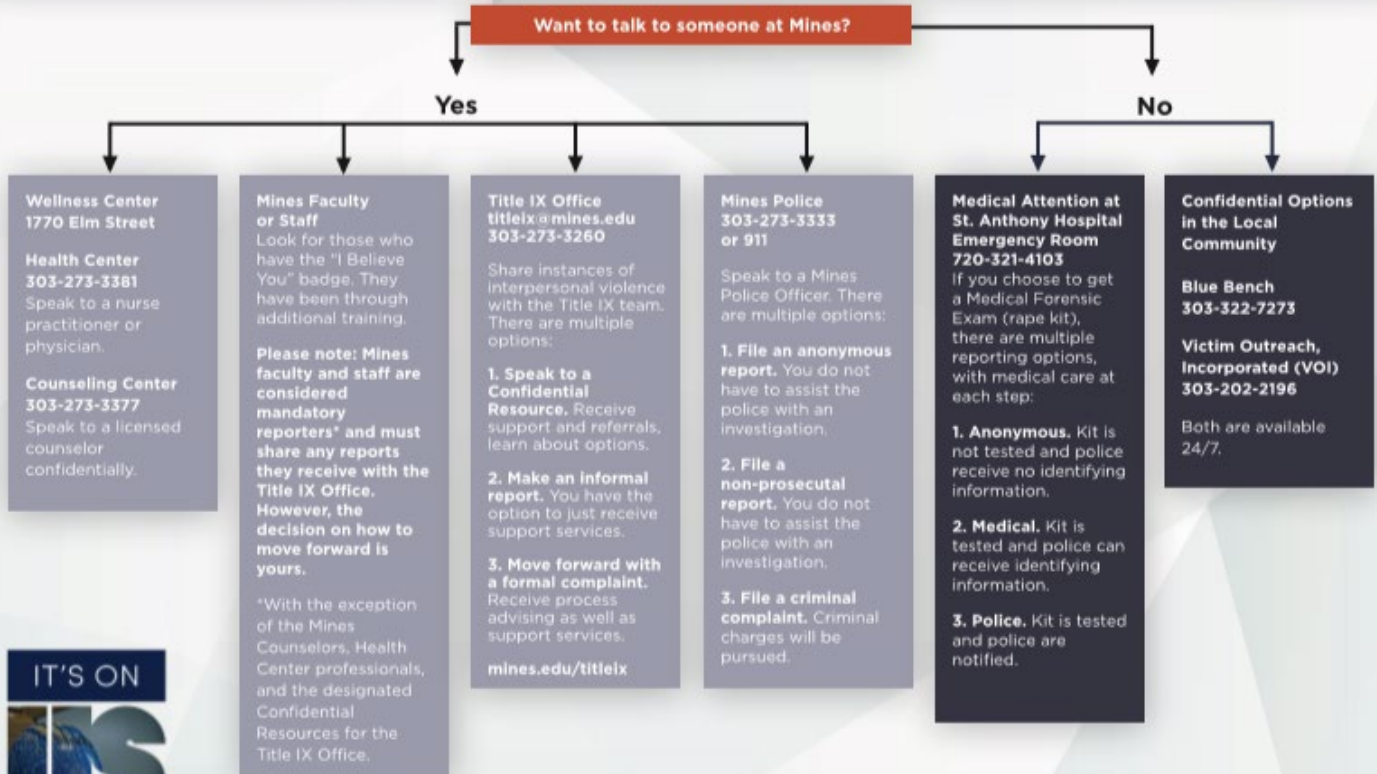 Want to talk to someone at Mines?
Yes
No
Wellness Center
1770 Elm Street
Health Center
303-273-3381
Speak to a nurse
practitioner or
physician.
Counseling Center
303-273-3377
Speak to a licensed
counselor
confidentially.
Mines Faculty
or Staff
Look for those who
have the "I Believe
You" badge. They
have been through
additional training.
Please note: Mines
faculty and staff are
considered
mandatory
reporters* and must
share any reports
they receive with the
Title IX Office.
However, the
decision on how to
move forward is
yours.
*With the exception
of the Mines
Counselors, Health
Center professionals,
and the designated
Confidential
Resources for the
Title IX Office.
Title IX Office
titleix@mines.edu
303-273-3260
Share instances of
interpersonal violence
with the Title IX team.
There are multiple
options:
1. Speak to a
Confidential
Resource. Receive
support and referrals,
learn about options.
2. Make an informal
report. You have the
option to just receive
support services.
3. Move forward with
a formal complaint.
Receive process
advising as well as
support services.
mines.edu/titleix
Mines Police
303-273-3333
or 911
Speak to a Mines
Police Officer. There
are multiple options:
1. File an anonymous
report. You do not
have to assist the
police with an
investigation.
2. File a
non-prosecutal
report. You do not
have to assist the
police with an
investigation.
3. File a criminal
complaint. Criminal
charges will be
pursued.
Medical Attention at
St. Anthony Hospital
Emergency Room
720-321-4103
If you choose to get
a Medical Forensic
Exam (rape kit),
there are multiple
reporting options,
with medical care at
each step:
1. Anonymous. Kit is
not tested and police
receive no identifying
information.
2. Medical. Kit is
tested and police can
receive identifying
information.
3. Police. Kit is tested
and police are
notified.
Confidential Options
in the Local
Community
Blue Bench
303-322-7273
Victim Outreach,
Incorporated (VOI)
303-202-2196
Both are available
24/7.
IT'S ON
US